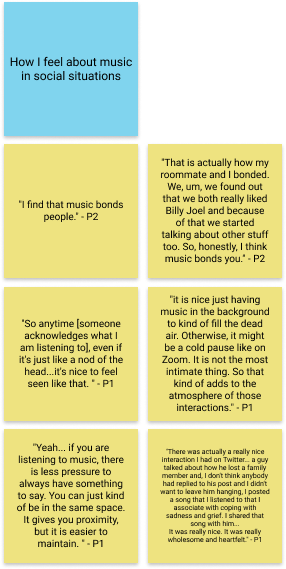 How I feel about music
in social situations
"I find that music bonds
people." - P2
"That is actually how my
roommate and I bonded.
We, um, we found out
that we both really liked
Billy Joel and because
of that we started
talking about other stuff
too. So, honestly, I think
music bonds you." - P2
"So anytime [someone
acknowledges what I
am listening to], even if
it's just like a nod of the
head...it's nice to feel
seen like that. " - P1
"it is nice just having
music in the background
to kind of fill the dead
air. Otherwise, it might
be a cold pause like on
Zoom. It is not the most
intimate thing. So that
kind of adds to the
atmosphere of those
interactions." - P1
"Yeah... if you are
listening to music, there
is less pressure to
always have something
to say. You can just kind
of be in the same space.
It gives you proximity,
but it is easier to
maintain. " - P1
"There was actually a really nice
interaction I had on Twitter... a guy
talked about how he lost a family
member and, I don't think anybody
had replied to his post and I didn't
want to leave him hanging, I posted
a song that I listened to that I
associate with coping with
sadness and grief. I shared that
song with him...
It was really nice. It was really
wholesome and heartfelt." - P1